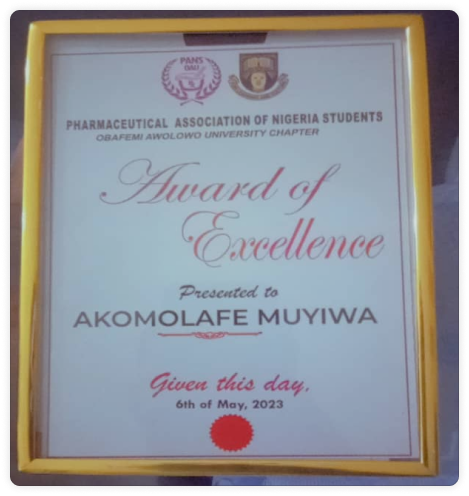 PANS
OAU
PHARMACEUTICAL ASSOCIATION OF NIGERIA STUDENTS
OBAFEMI AWOLOWO UNIVERSITY CHAPTER
Award of
Excellence
Presented to
AKOMOLAFE MUYIWA
Given this day,
6th of May, 2023